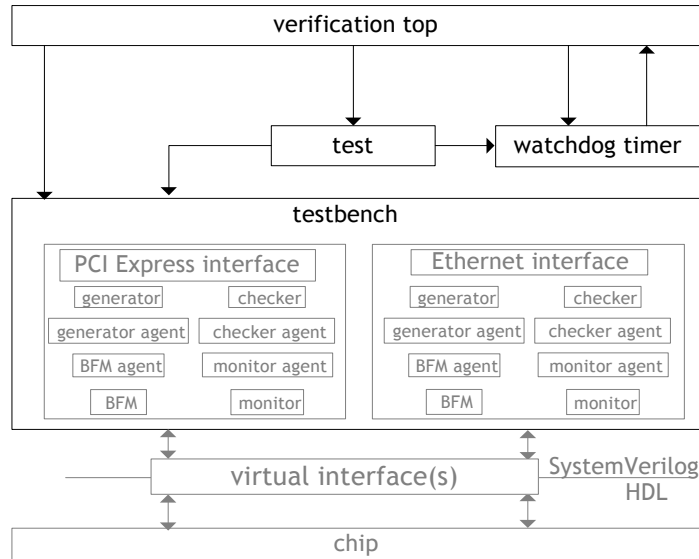 verification top
test
watchdog timer
testbench
PCI Express interface
generator
checker
generator agent
checker agent
BFM agent
monitor agent
BFM
monitor
Ethernet interface
generator
checker
generator agent
checker agent
BFM agent
monitor agent
BFM
monitor
virtual interface(s)
SystemVerilog
HDL
chip